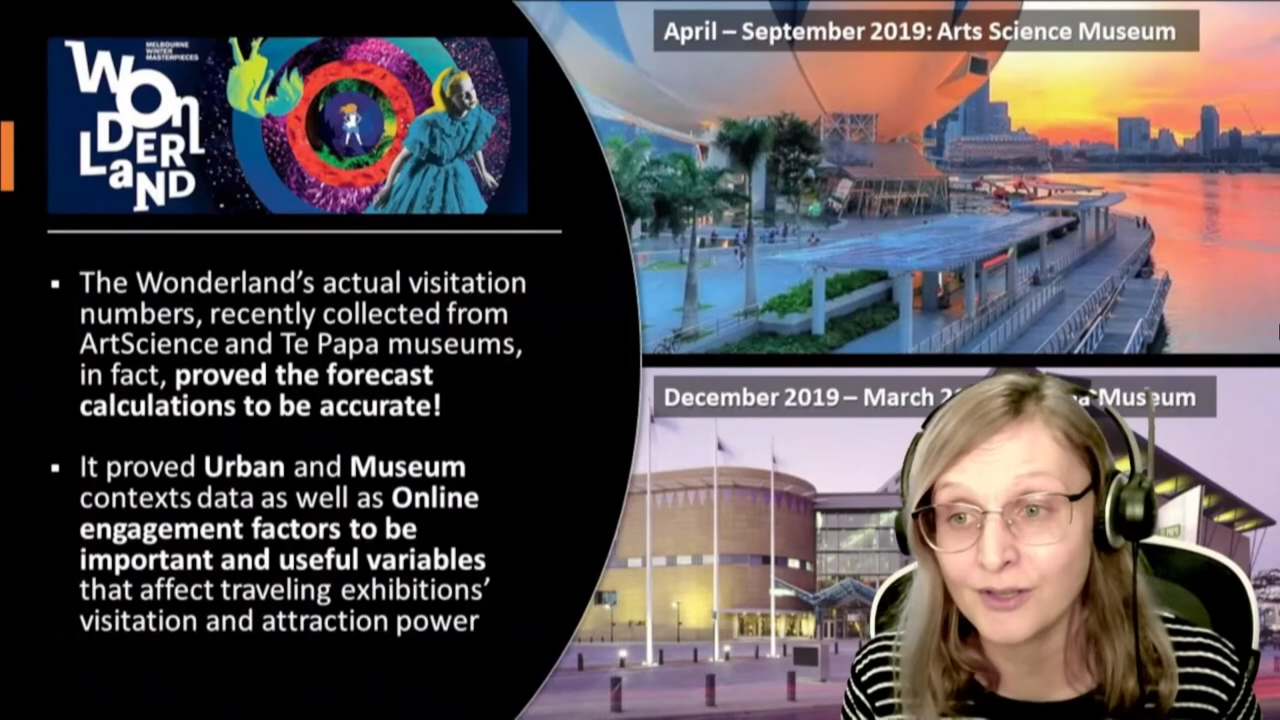 MELBOURNE
WINTER
MASTERPIECES
WONDERLaND
The Wonderland’s actual visitation
numbers, recently collected from
ArtScience and Te Papa museums,
in fact, proved the forecast
calculations to be accurate!
It proved Urban and Museum
contexts data as well as Online
engagement factors to be
important and useful variables
that affect traveling exhibitions’
visitation and attraction power
April – September 2019: Arts Science Museum
December 2019 – March Museum